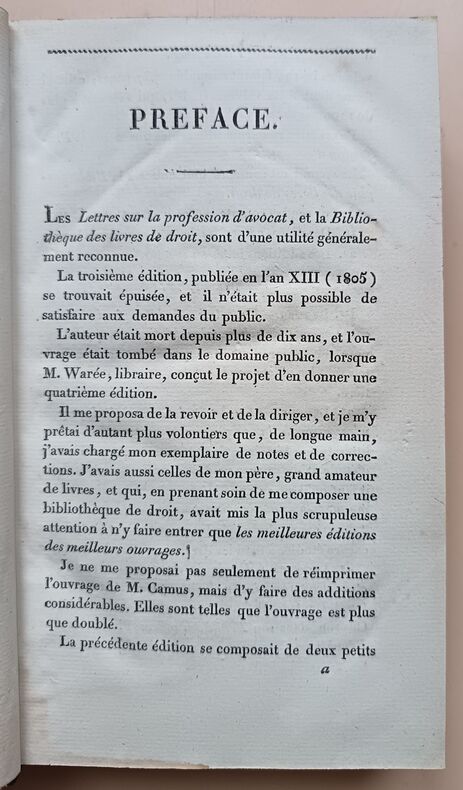 PREFACE.
Les Lettres sur la profession d'avocat, et la Biblio-
thèque des livres de droit, sont d'une utilité générale-
ment reconnue.
La troisième édition, publiée en l'an XIII ( 1805 )
se trouvait épuisée, et il n'était plus possible de
satisfaire aux demandes du public.
L'auteur était mort depuis plus de dix ans, et l'ou-
vrage était tombé dans le domaine public, lorsque
M. Warée, libraire, conçut le projet d'en donner une
quatrième édition.
Il me proposa de la revoir et de la diriger, et je m'y
prêtai d'autant plus volontiers que, de longue main,
j'avais chargé mon exemplaire de notes et de correc-
tions. J'avais aussi celles de mon père, grand amateur
de livres, et qui, en prenant soin de me composer une
bibliothèque de droit, avait mis la plus scrupuleuse
attention à n'y faire entrer que les meilleures éditions
des meilleurs ouvrages.
Je ne me proposai pas seulement de réimprimer
l'ouvrage de M. Camus, mais d'y faire des additions
considérables. Elles sont telles que l'ouvrage est plus
que doublé.
La précédente édition se composait de deux petits
a